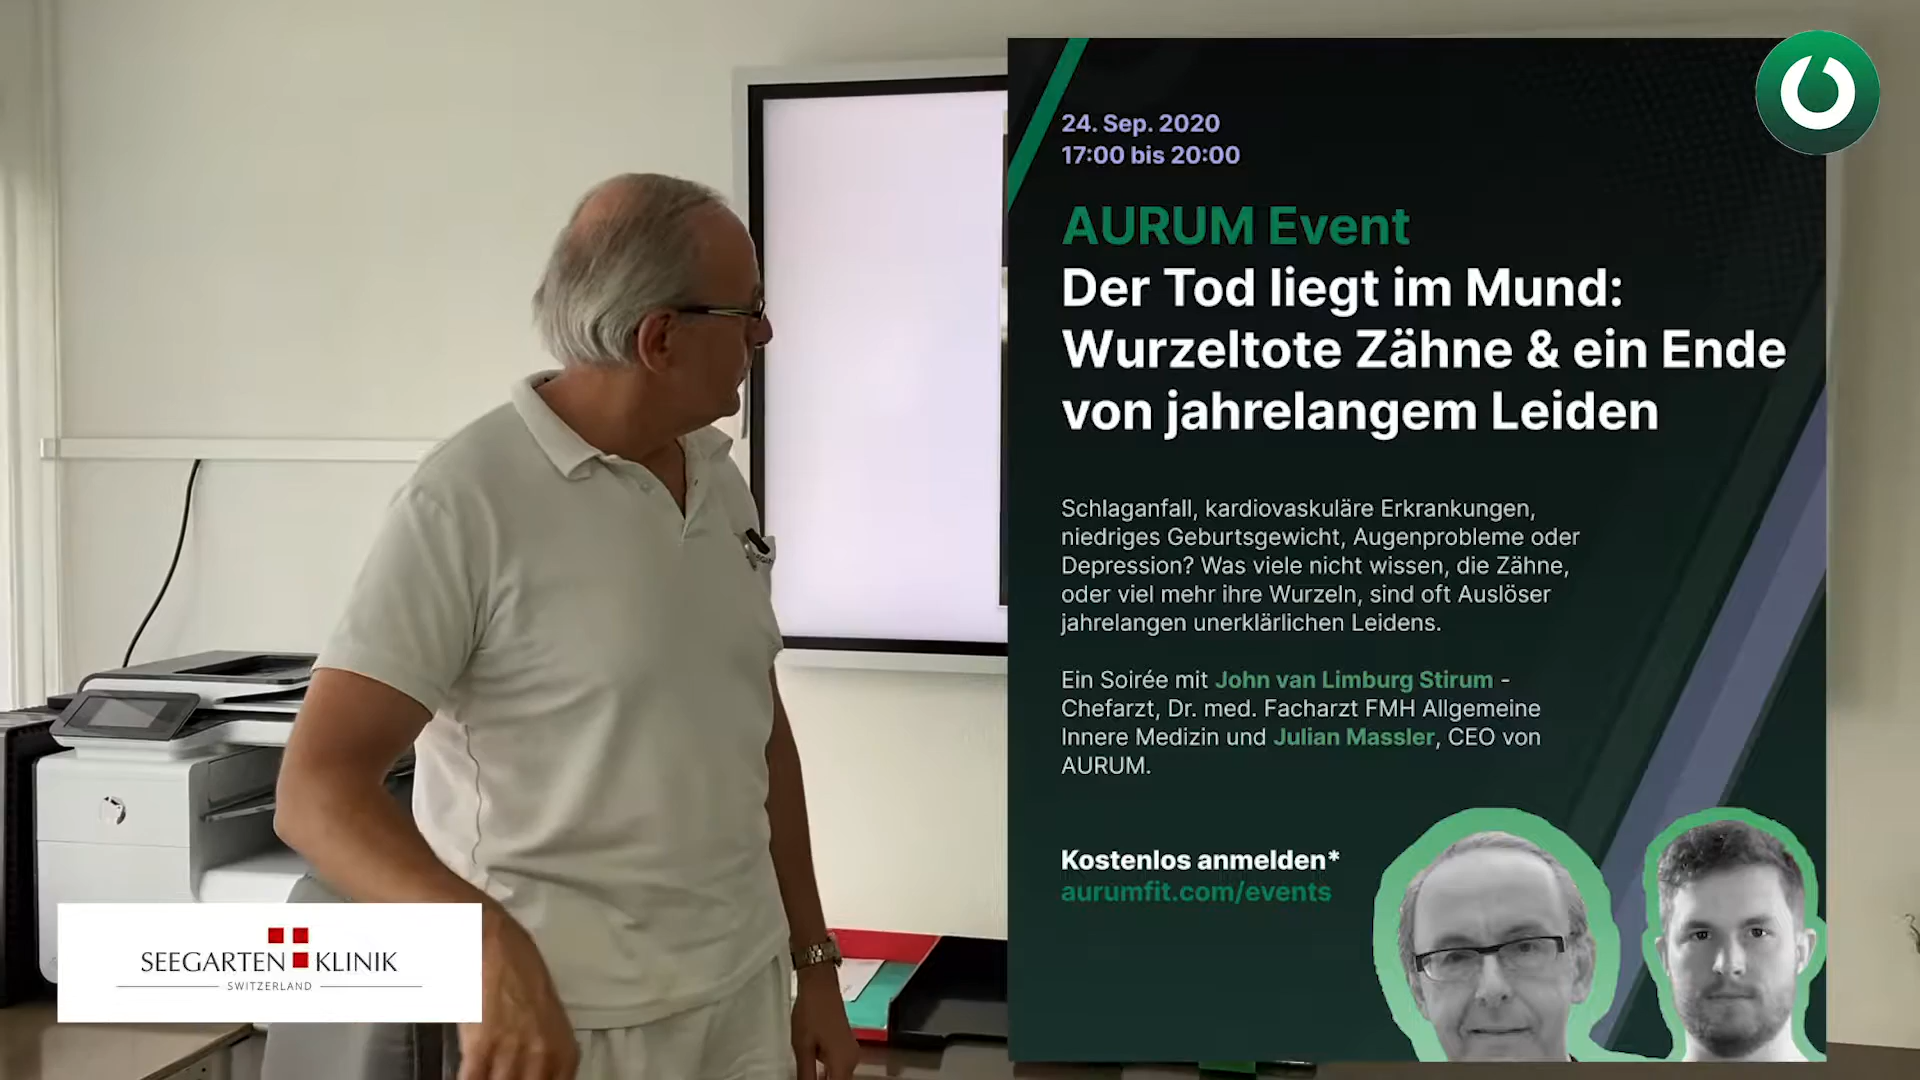 24. Sep. 2020
17:00 bis 20:00
AURUM Event
Der Tod liegt im Mund:
Wurzeltote Zähne & ein Ende
von jahrelangem Leiden
Schlaganfall, kardiovaskuläre Erkrankungen,
niedriges Geburtsgewicht, Augenprobleme oder
Depression? Was viele nicht wissen, die Zähne,
oder viel mehr ihre Wurzeln, sind oft Auslöser
jahrelangen unerklärlichen Leidens.
Ein Soirée mit John van Limburg Stirum -
Chefarzt, Dr. med. Facharzt FMH Allgemeine
Innere Medizin und Julian Massler, CEO von
AURUM.
Kostenlos anmelden*
aurumfit.com/events
SEEGARTEN KLINIK
SWITZERLAND